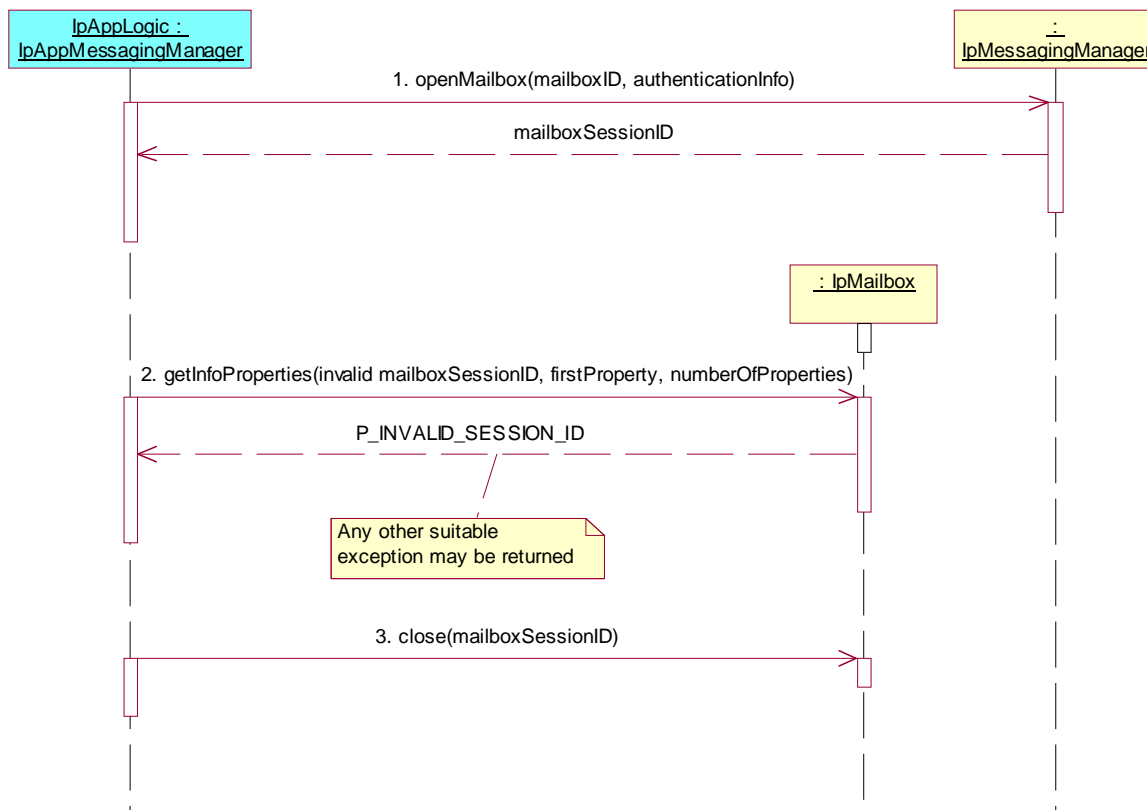 IpAppLogic :
IpAppMessagingManager
:
IpMessagingManager
1. openMailbox(mailboxID, authenticationInfo)
mailboxSessionID
: IpMailbox
2. getInfoProperties(invalid mailboxSessionID, firstProperty, numberOfProperties)
P_INVALID_SESSION_ID
Any other suitable
exception may be returned
3. close(mailboxSessionID)